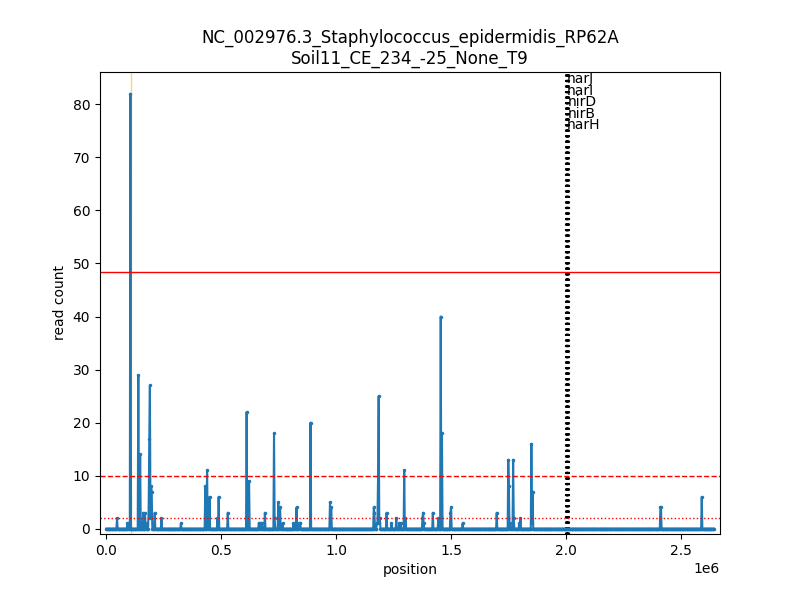 NC_002976.3_Staphylococcus_epidermidis_RP62A
Soil11_CE_234_-25_None_T9
narJ
narI
nirD
nirB
narH
read count
80
70
60
50
40
30
20
10
0
0.0
0.5
1.0
1.5
2.0
2.5
1e6
position